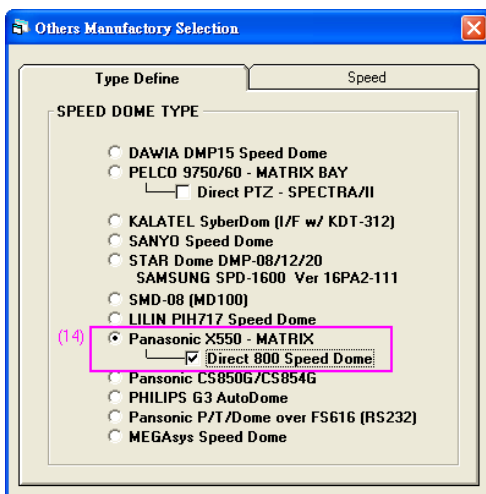 Others Manufactory Selection
Type Define
Speed
SPEED DOME TYPE
DAWIA DMP15 Speed Dome
PELCO 9750/60 - MATRIX BAY
Direct PTZ - SPECTRA/II
KALATEL SyberDom (I/F w/ KDT-312)
SANYO Speed Dome
STAR Dome DMP-08/12/20
SAMSUNG SPD-1600 Ver 16PA2-111
SMD-08 (MD100)
LILIN PIH717 Speed Dome
(14) Panasonic X550 - MATRIX
Direct 800 Speed Dome
Pansonic CS850G/CS854G
PHILIPS G3 AutoDome
Pansonic P/T/Dome over FS616 (RS232)
MEGAsys Speed Dome